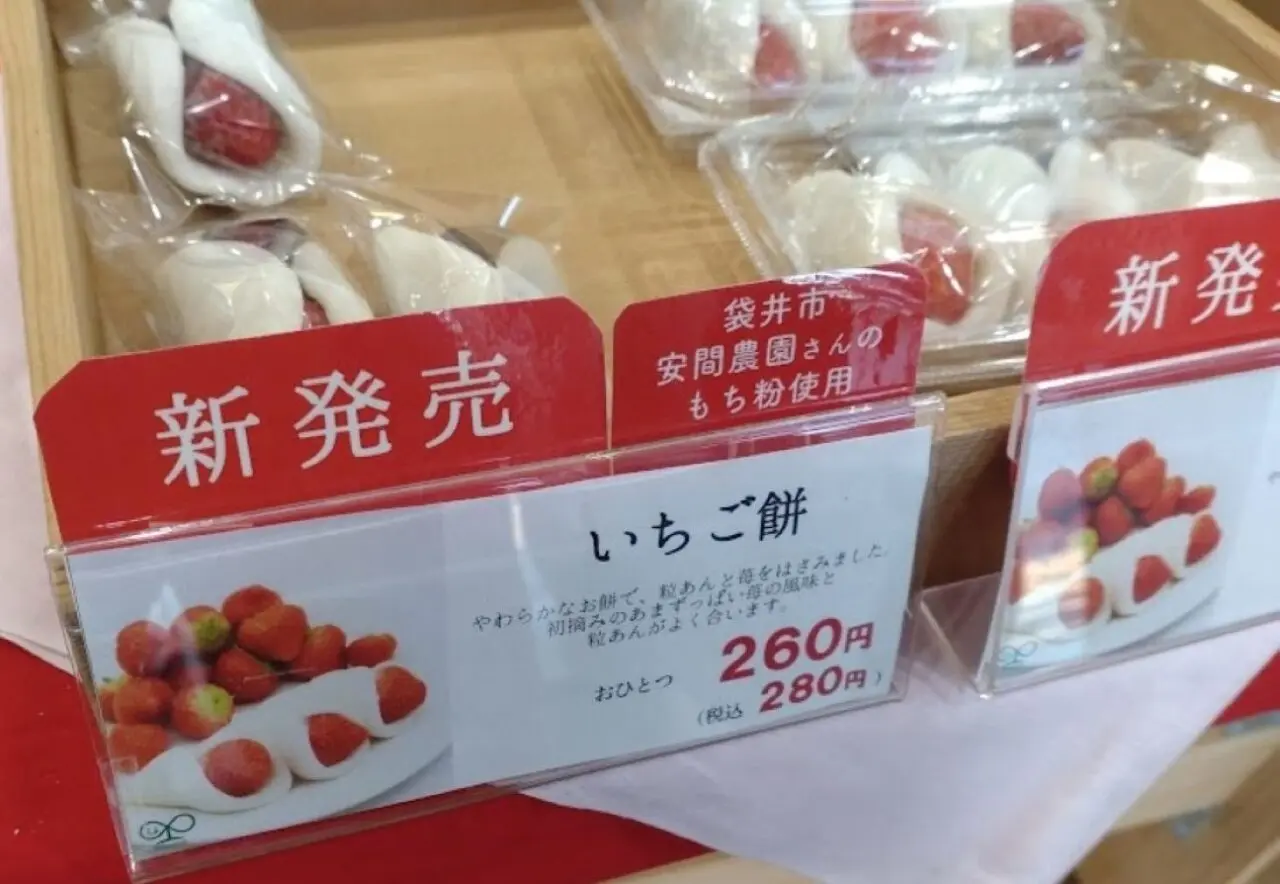 新発売
袋井市
安間農園さんの
もち粉使用
いちご餅
やわらかなお餅で、粒あんと苺をはさみました。
初摘みのあまずっぱい苺の風味と
粒あんがよく合います。
おひとつ 260円
(税込 280円)
新発